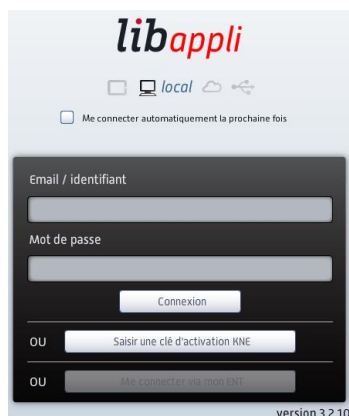 libappli
local
Me connecter automatiquement la prochaine fois
Email / identifiant
Mot de passe
Connexion
OU Saisir une clé d'activation KNE
OU Me connecter via mon ENT
version 3.2.10